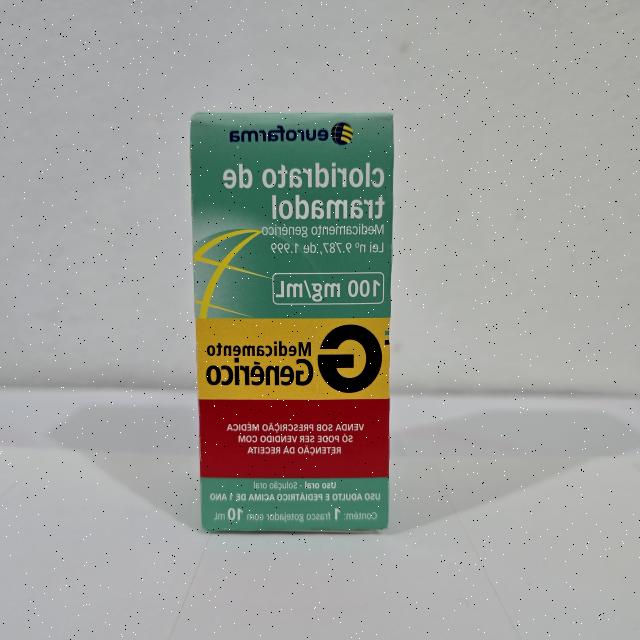 eurofarma
cloridrato de
tramadol
Medicamento genérico
Lei nº 9.787, de 1.999
100 mg/mL
G Medicamento
Genérico
VENDA SOB PRESCRIÇÃO MÉDICA
SÓ PODE SER VENDIDO COM
RETENÇÃO DA RECEITA
Uso oral - Solução oral
USO ADULTO E PEDIÁTRICO ACIMA DE 1 ANO
Contém: 1 frasco gotejador com 10 mL